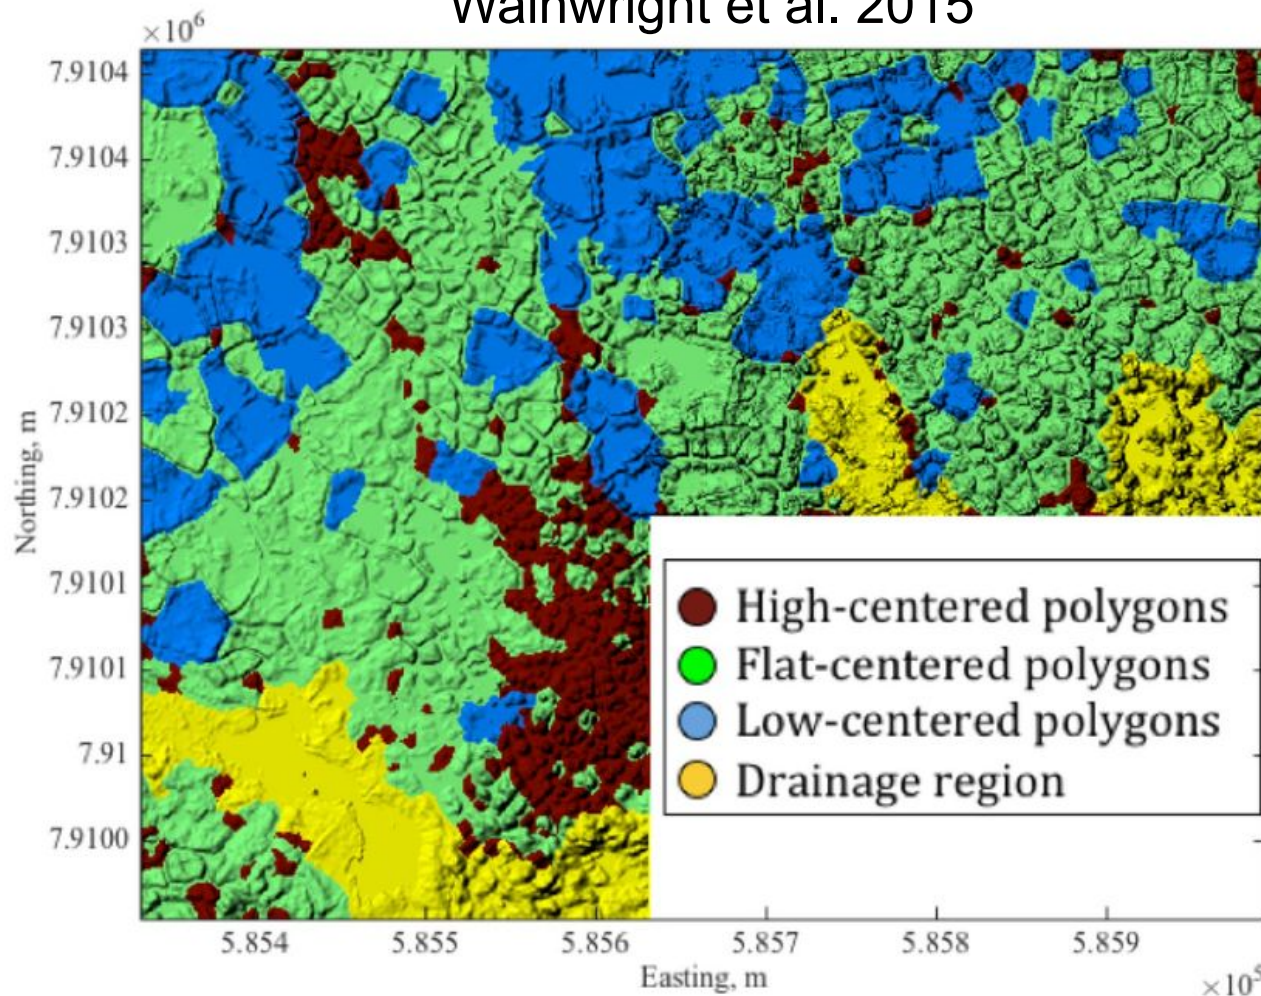 Wainwright et al. 2015
×10⁶
7.9104
7.9104
7.9103
7.9103
7.9102
7.9102
7.9101
7.9101
7.91
7.9100
Northing, m
High-centered polygons
Flat-centered polygons
Low-centered polygons
Drainage region
5.854 5.855 5.856 5.857 5.858 5.859
Easting, m
×10⁵